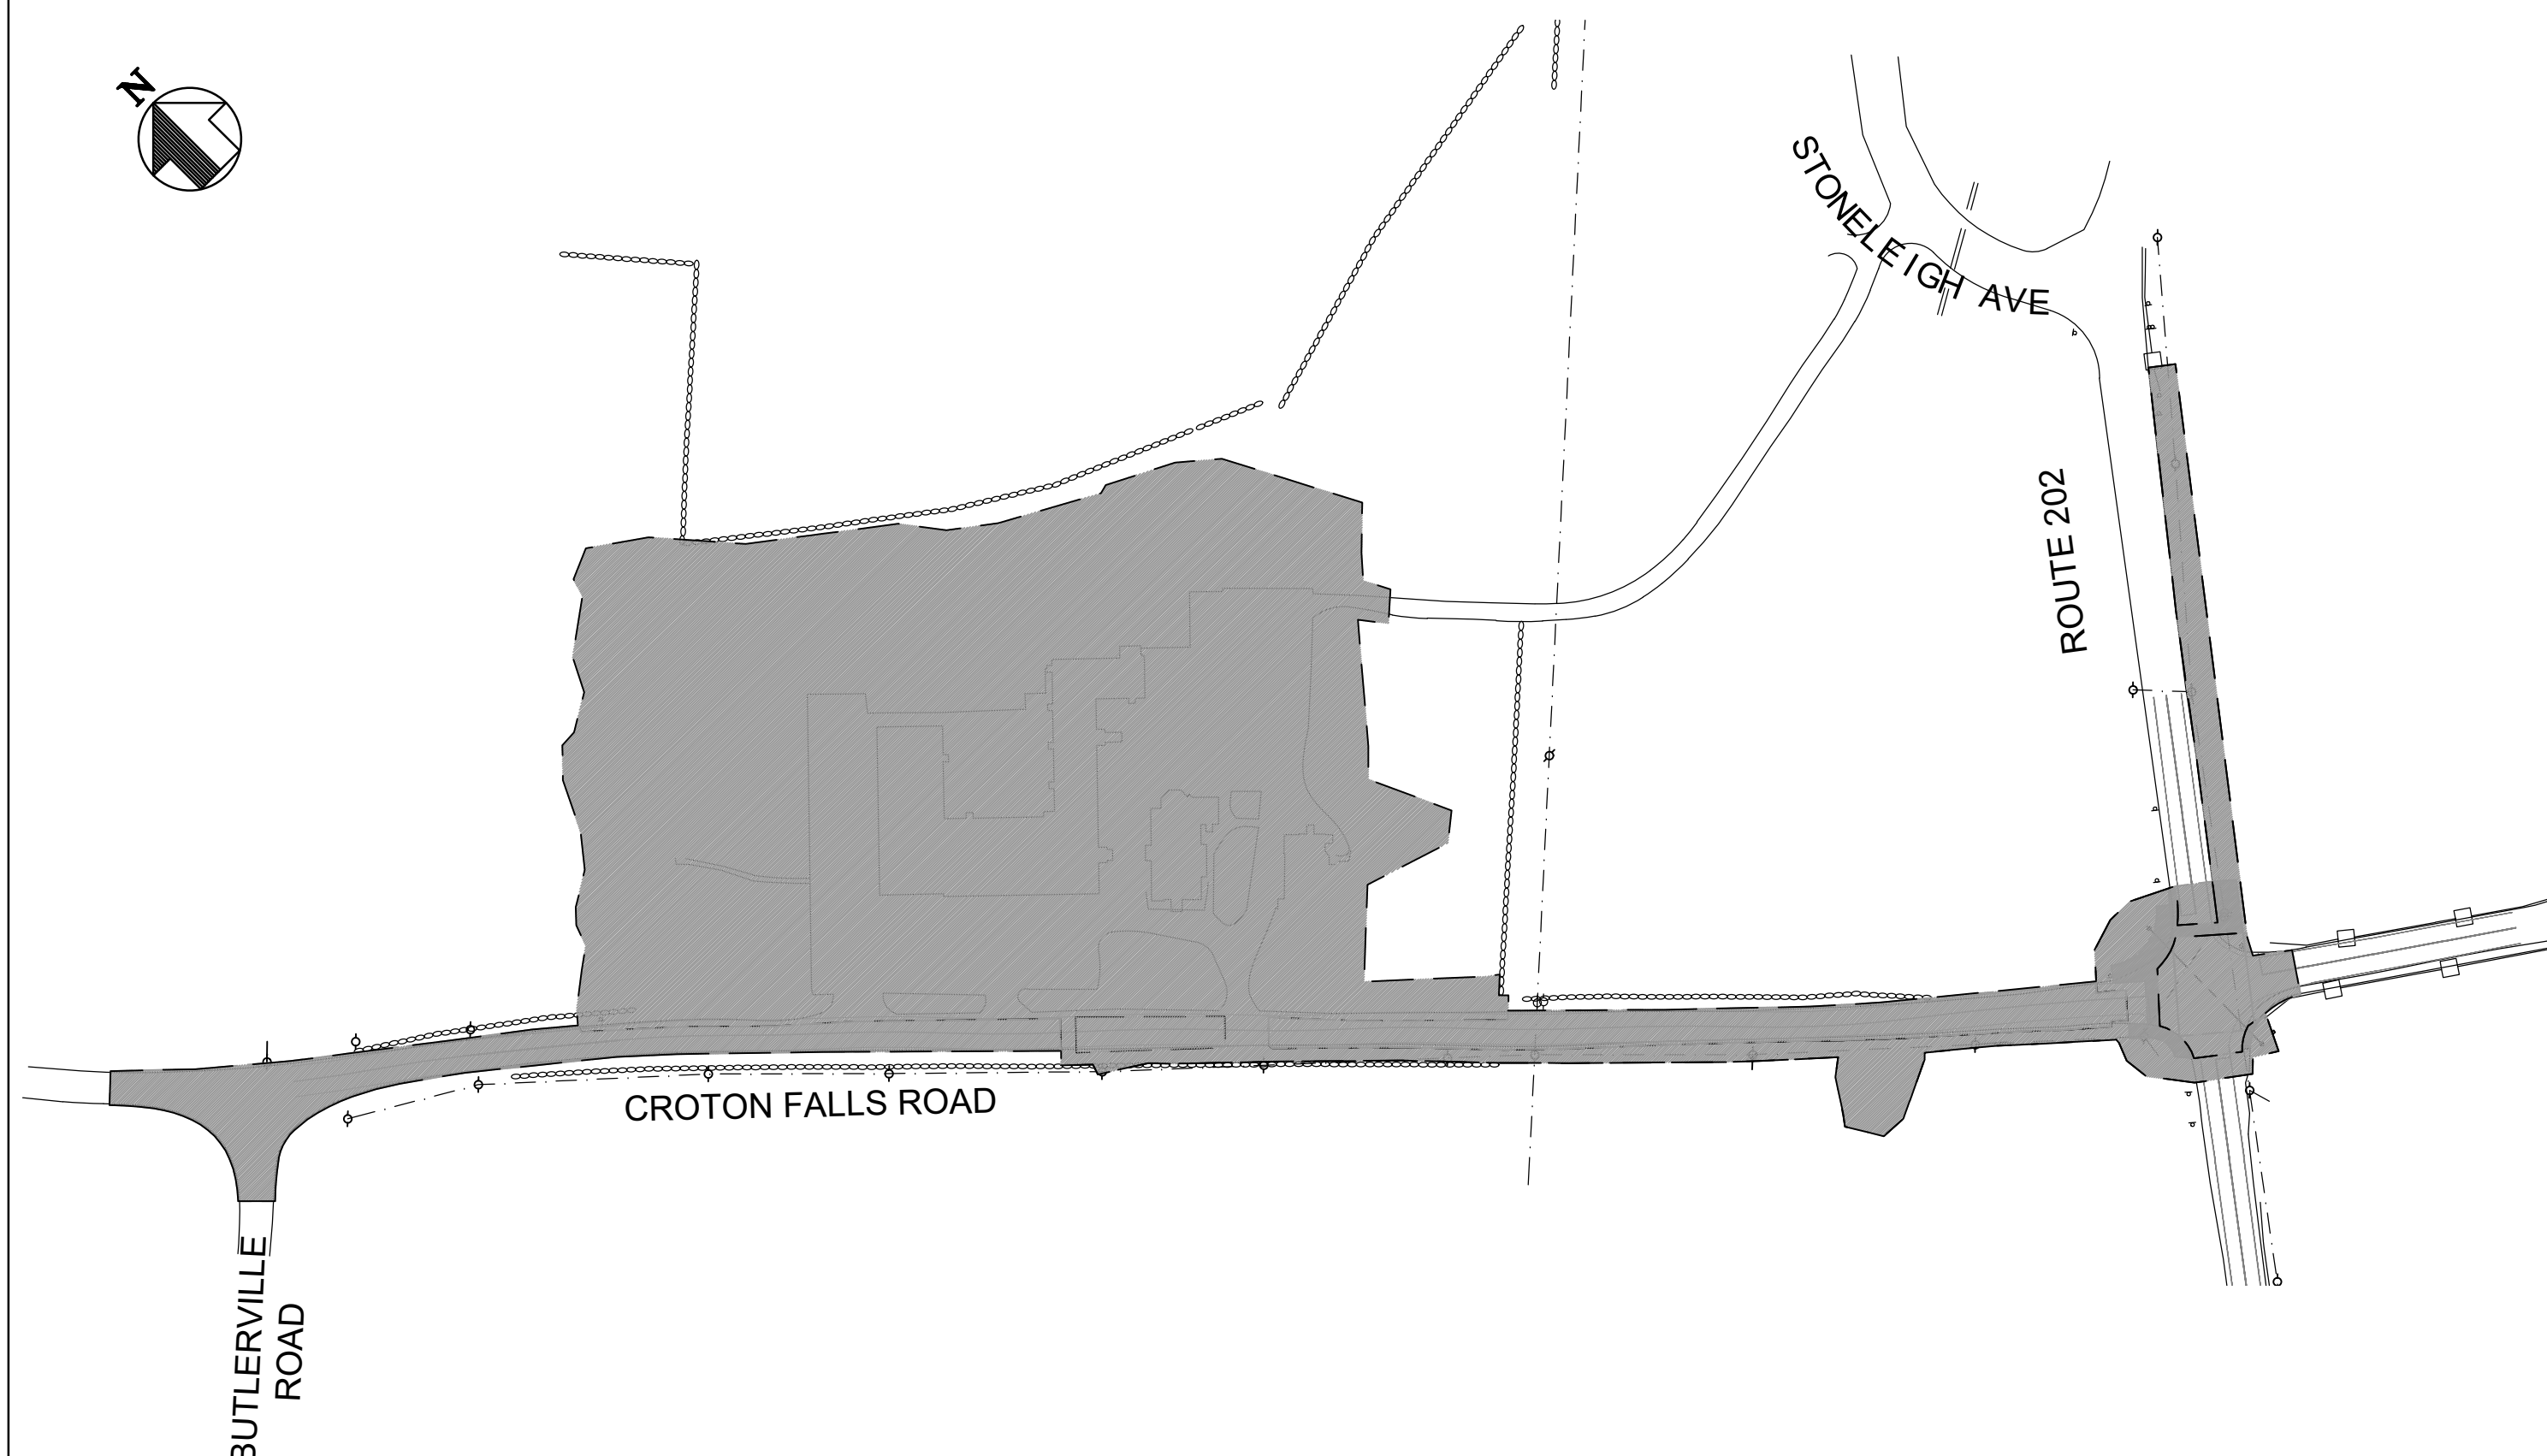 N
STONELEIGH AVE
ROUTE 202
CROTON FALLS ROAD
BUTLERVILLE
ROAD